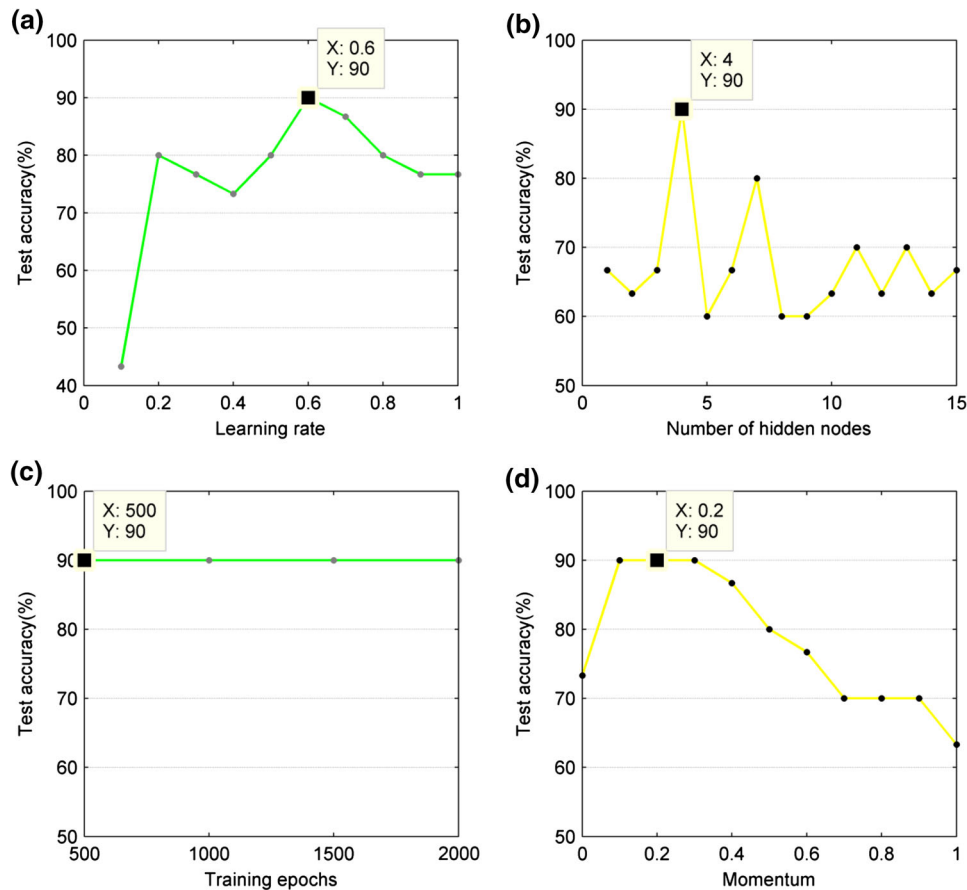 (a)
100
90
80
70
60
50
40
Test accuracy(%)
X: 0.6
Y: 90
0
0.2
0.4
0.6
0.8
1
Learning rate
(b)
100
90
80
70
60
50
Test accuracy(%)
X: 4
Y: 90
0
5
10
15
Number of hidden nodes
(c)
100
90
80
70
60
50
Test accuracy(%)
X: 500
Y: 90
500
1000
1500
2000
Training epochs
(d)
100
90
80
70
60
50
Test accuracy(%)
X: 0.2
Y: 90
0
0.2
0.4
0.6
0.8
1
Momentum